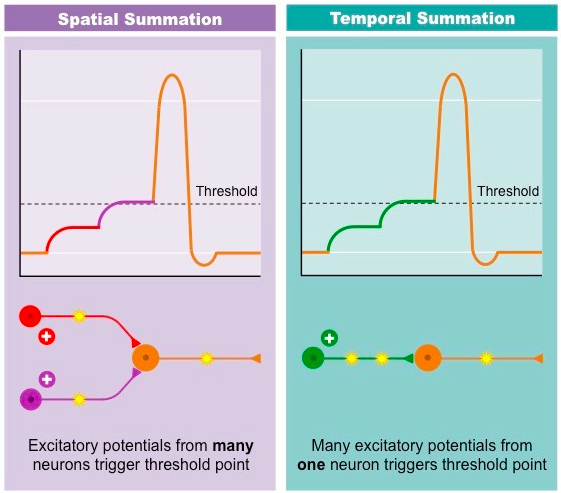 Spatial Summation
Threshold
Excitatory potentials from many
neurons trigger threshold point
Temporal Summation
Threshold
Many excitatory potentials from
one neuron triggers threshold point